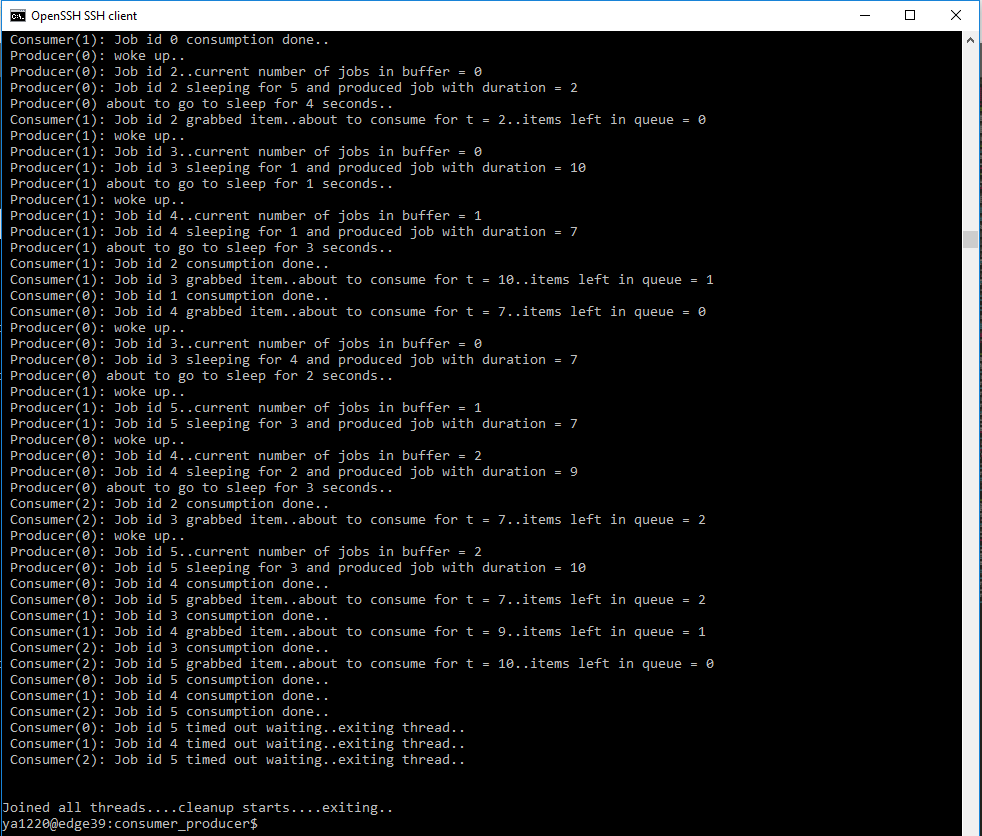 OpenSSH SSH client
Consumer(1): Job id 0 consumption done..
Producer(0): woke up..
Producer(0): Job id 2..current number of jobs in buffer = 0
Producer(0): Job id 2 sleeping for 5 and produced job with duration = 2
Producer(0) about to go to sleep for 4 seconds..
Consumer(1): Job id 2 grabbed item..about to consume for t = 2..items left in queue = 0
Producer(1): woke up..
Producer(1): Job id 3..current number of jobs in buffer = 0
Producer(1): Job id 3 sleeping for 1 and produced job with duration = 10
Producer(1) about to go to sleep for 1 seconds..
Producer(1): woke up..
Producer(1): Job id 4..current number of jobs in buffer = 1
Producer(1): Job id 4 sleeping for 1 and produced job with duration = 7
Producer(1) about to go to sleep for 3 seconds..
Consumer(1): Job id 2 consumption done..
Consumer(1): Job id 3 grabbed item..about to consume for t = 10..items left in queue = 1
Consumer(0): Job id 1 consumption done..
Consumer(0): Job id 4 grabbed item..about to consume for t = 7..items left in queue = 0
Producer(0): woke up..
Producer(0): Job id 3..current number of jobs in buffer = 0
Producer(0): Job id 3 sleeping for 4 and produced job with duration = 7
Producer(0) about to go to sleep for 2 seconds..
Producer(1): woke up..
Producer(1): Job id 5..current number of jobs in buffer = 1
Producer(1): Job id 5 sleeping for 3 and produced job with duration = 7
Producer(0): woke up..
Producer(0): Job id 4..current number of jobs in buffer = 2
Producer(0): Job id 4 sleeping for 2 and produced job with duration = 9
Producer(0) about to go to sleep for 3 seconds..
Consumer(2): Job id 2 consumption done..
Consumer(2): Job id 3 grabbed item..about to consume for t = 7..items left in queue = 2
Producer(0): woke up..
Producer(0): Job id 5..current number of jobs in buffer = 2
Producer(0): Job id 5 sleeping for 3 and produced job with duration = 10
Consumer(0): Job id 4 consumption done..
Consumer(0): Job id 5 grabbed item..about to consume for t = 7..items left in queue = 2
Consumer(1): Job id 3 consumption done..
Consumer(1): Job id 4 grabbed item..about to consume for t = 9..items left in queue = 1
Consumer(2): Job id 3 consumption done..
Consumer(2): Job id 5 grabbed item..about to consume for t = 10..items left in queue = 0
Consumer(0): Job id 5 consumption done..
Consumer(1): Job id 4 consumption done..
Consumer(2): Job id 5 consumption done..
Consumer(0): Job id 5 timed out waiting..exiting thread..
Consumer(1): Job id 4 timed out waiting..exiting thread..
Consumer(2): Job id 5 timed out waiting..exiting thread..
Joined all threads....cleanup starts....exiting..
ya1220@edge39:consumer_producer$